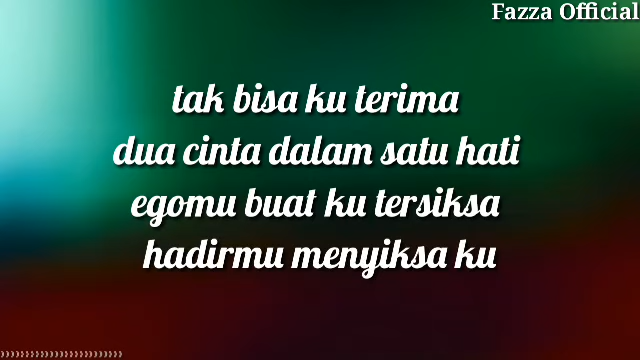 Fazza Official
tak bisa ku terima
dua cinta dalam satu hati
egomu buat ku tersiksa
hadirmu menyiksa ku